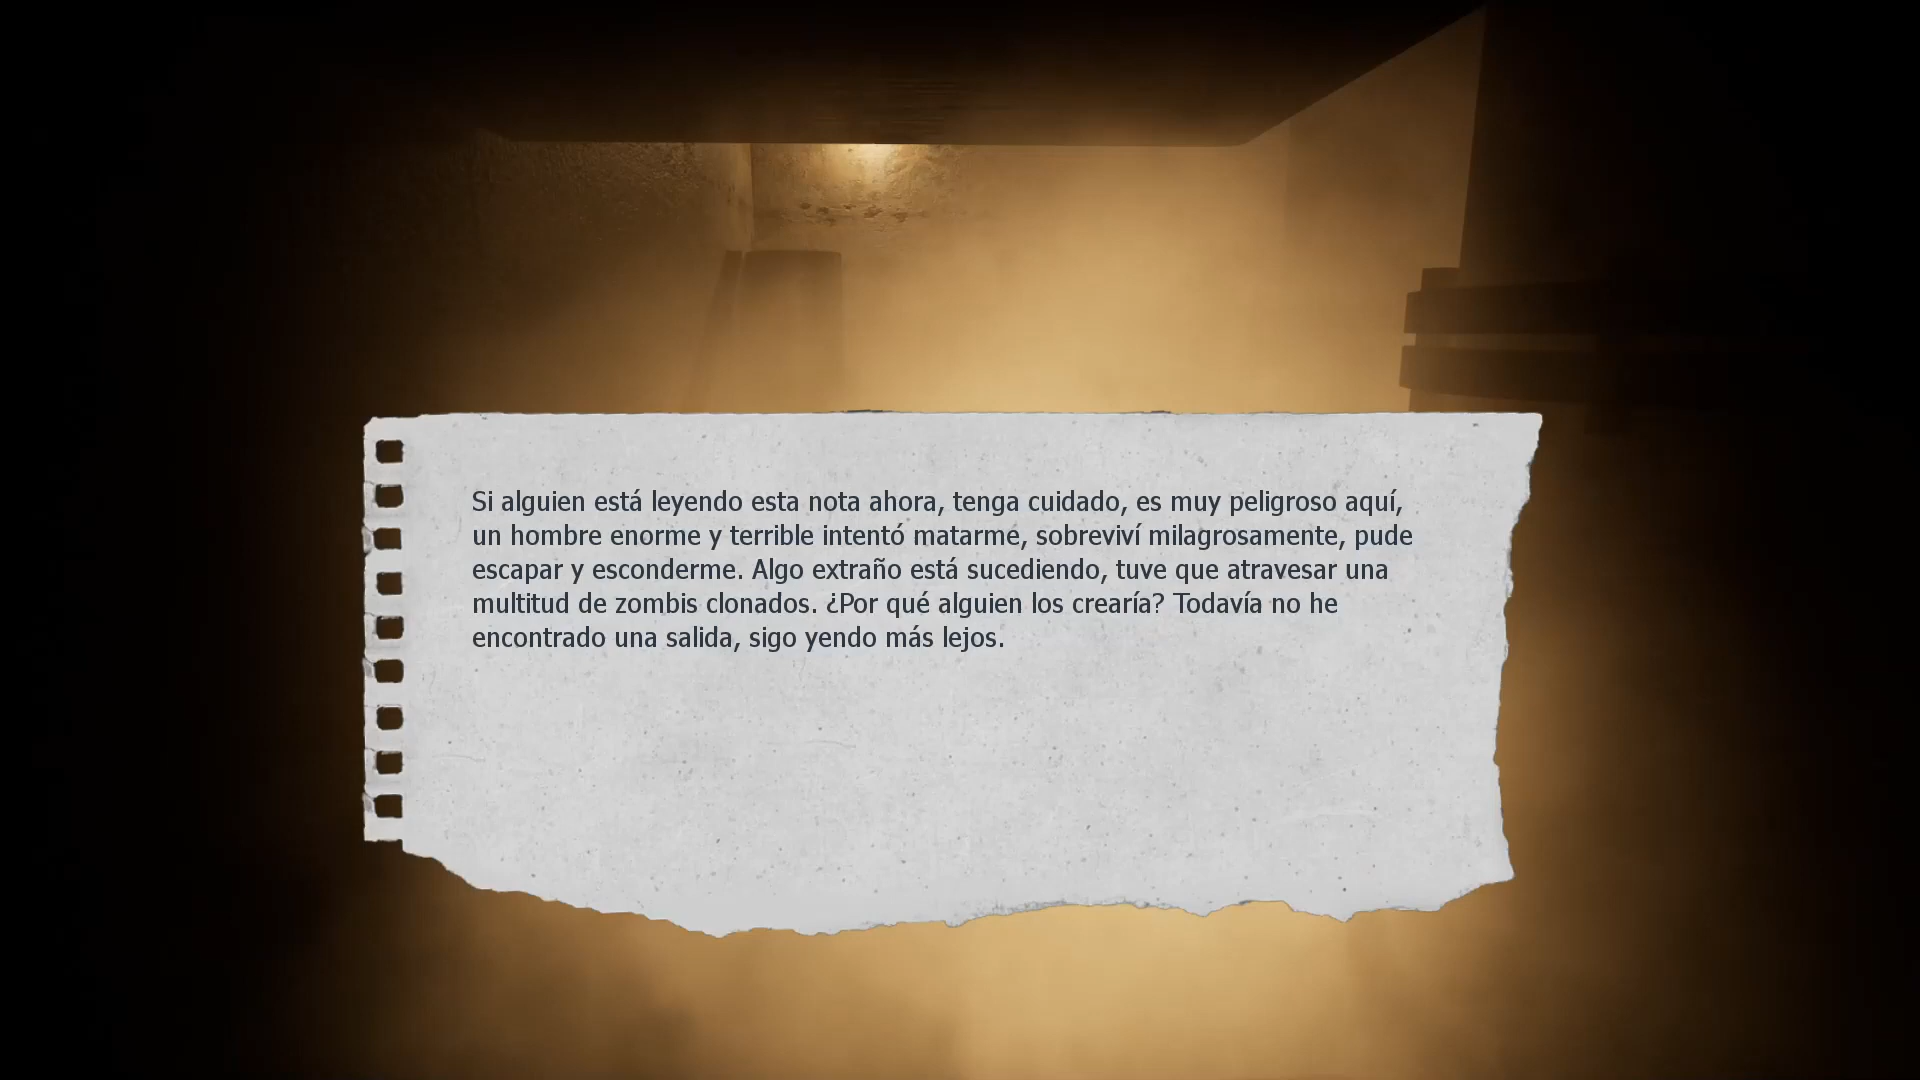 Si alguien está leyendo esta nota ahora, tenga cuidado, es muy peligroso aquí,
un hombre enorme y terrible intentó matarme, sobreviví milagrosamente, pude
escapar y esconderme. Algo extraño está sucediendo, tuve que atravesar una
multitud de zombis clonados. ¿Por qué alguien los crearía? Todavía no he
encontrado una salida, sigo yendo más lejos.